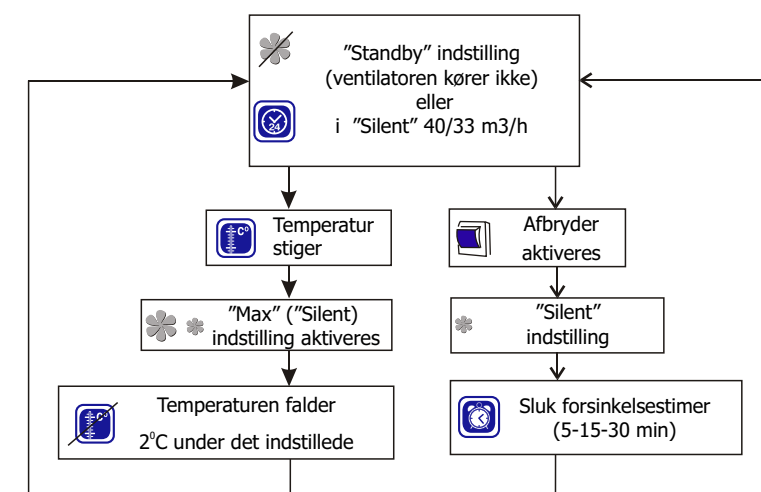 ”Standby” indstilling
(ventilatoren kører ikke)
eller
i ”Silent” 40/33 m3/h
24
C°
Temperatur
stiger
Afbryder
aktiveres
”Max” (”Silent)
indstilling aktiveres
”Silent”
indstilling
C°
Temperaturen falder
2°C under det indstillede
Sluk forsinkelsestimer
(5-15-30 min)